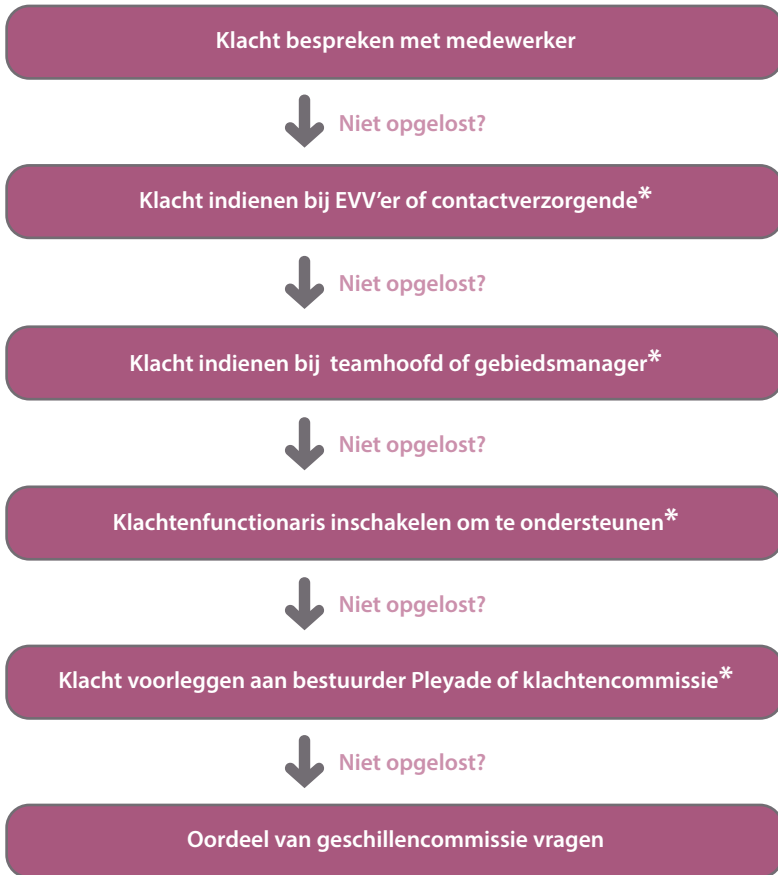 Klacht bespreken met medewerker
Niet opgelost?
Klacht indienen bij EVV’er of contactverzorgende*
Niet opgelost?
Klacht indienen bij teamhoofd of gebiedsmanager*
Niet opgelost?
Klachtenfunctionaris inschakelen om te ondersteunen*
Niet opgelost?
Klacht voorleggen aan bestuurder Pleyade of klachtencommissie*
Niet opgelost?
Oordeel van geschillencommissie vragen